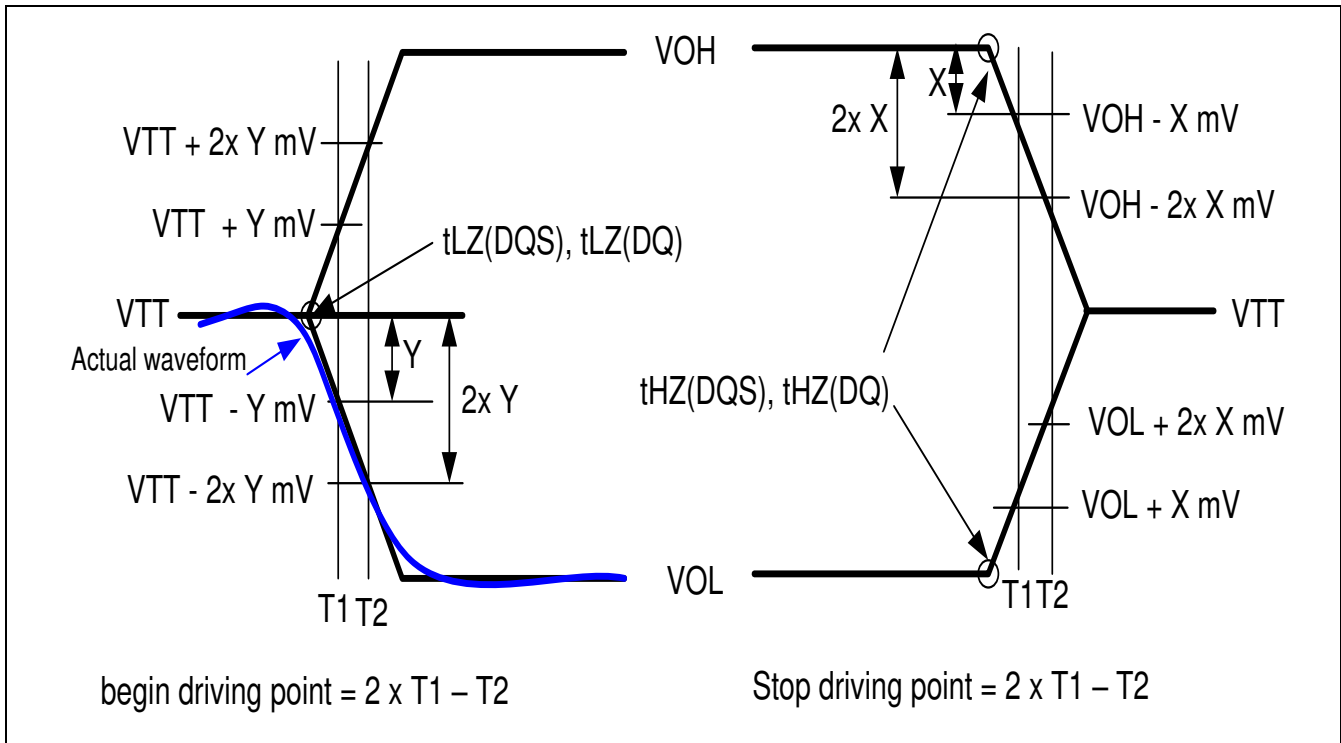 VOH
X
2x X
VTT + 2x Y mV
VOH - X mV
VTT + Y mV
VOH - 2x X mV
tLZ(DQS), tLZ(DQ)
VTT
VTT
Actual waveform
Y
2x Y
tHZ(DQS), tHZ(DQ)
VTT - Y mV
VOL + 2x X mV
VTT - 2x Y mV
VOL + X mV
VOL
T1 T2
T1T2
begin driving point = 2 x T1 – T2
Stop driving point = 2 x T1 – T2